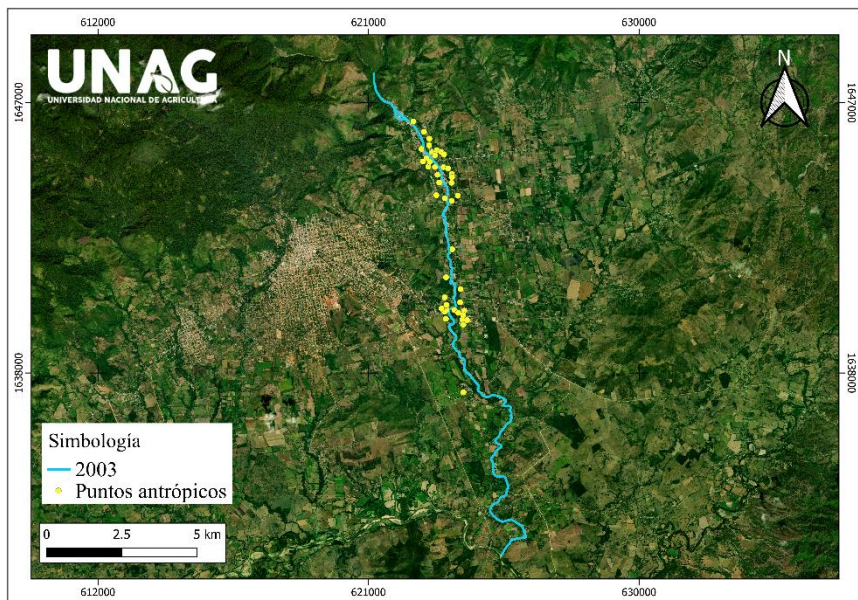 612000
621000
630000
UNAG
UNIVERSIDAD NACIONAL DE AGRICULTURA
N
1647000
1647000
1638000
1638000
Simbología
2003
Puntos antrópicos
0 2.5 5 km
612000
621000
630000